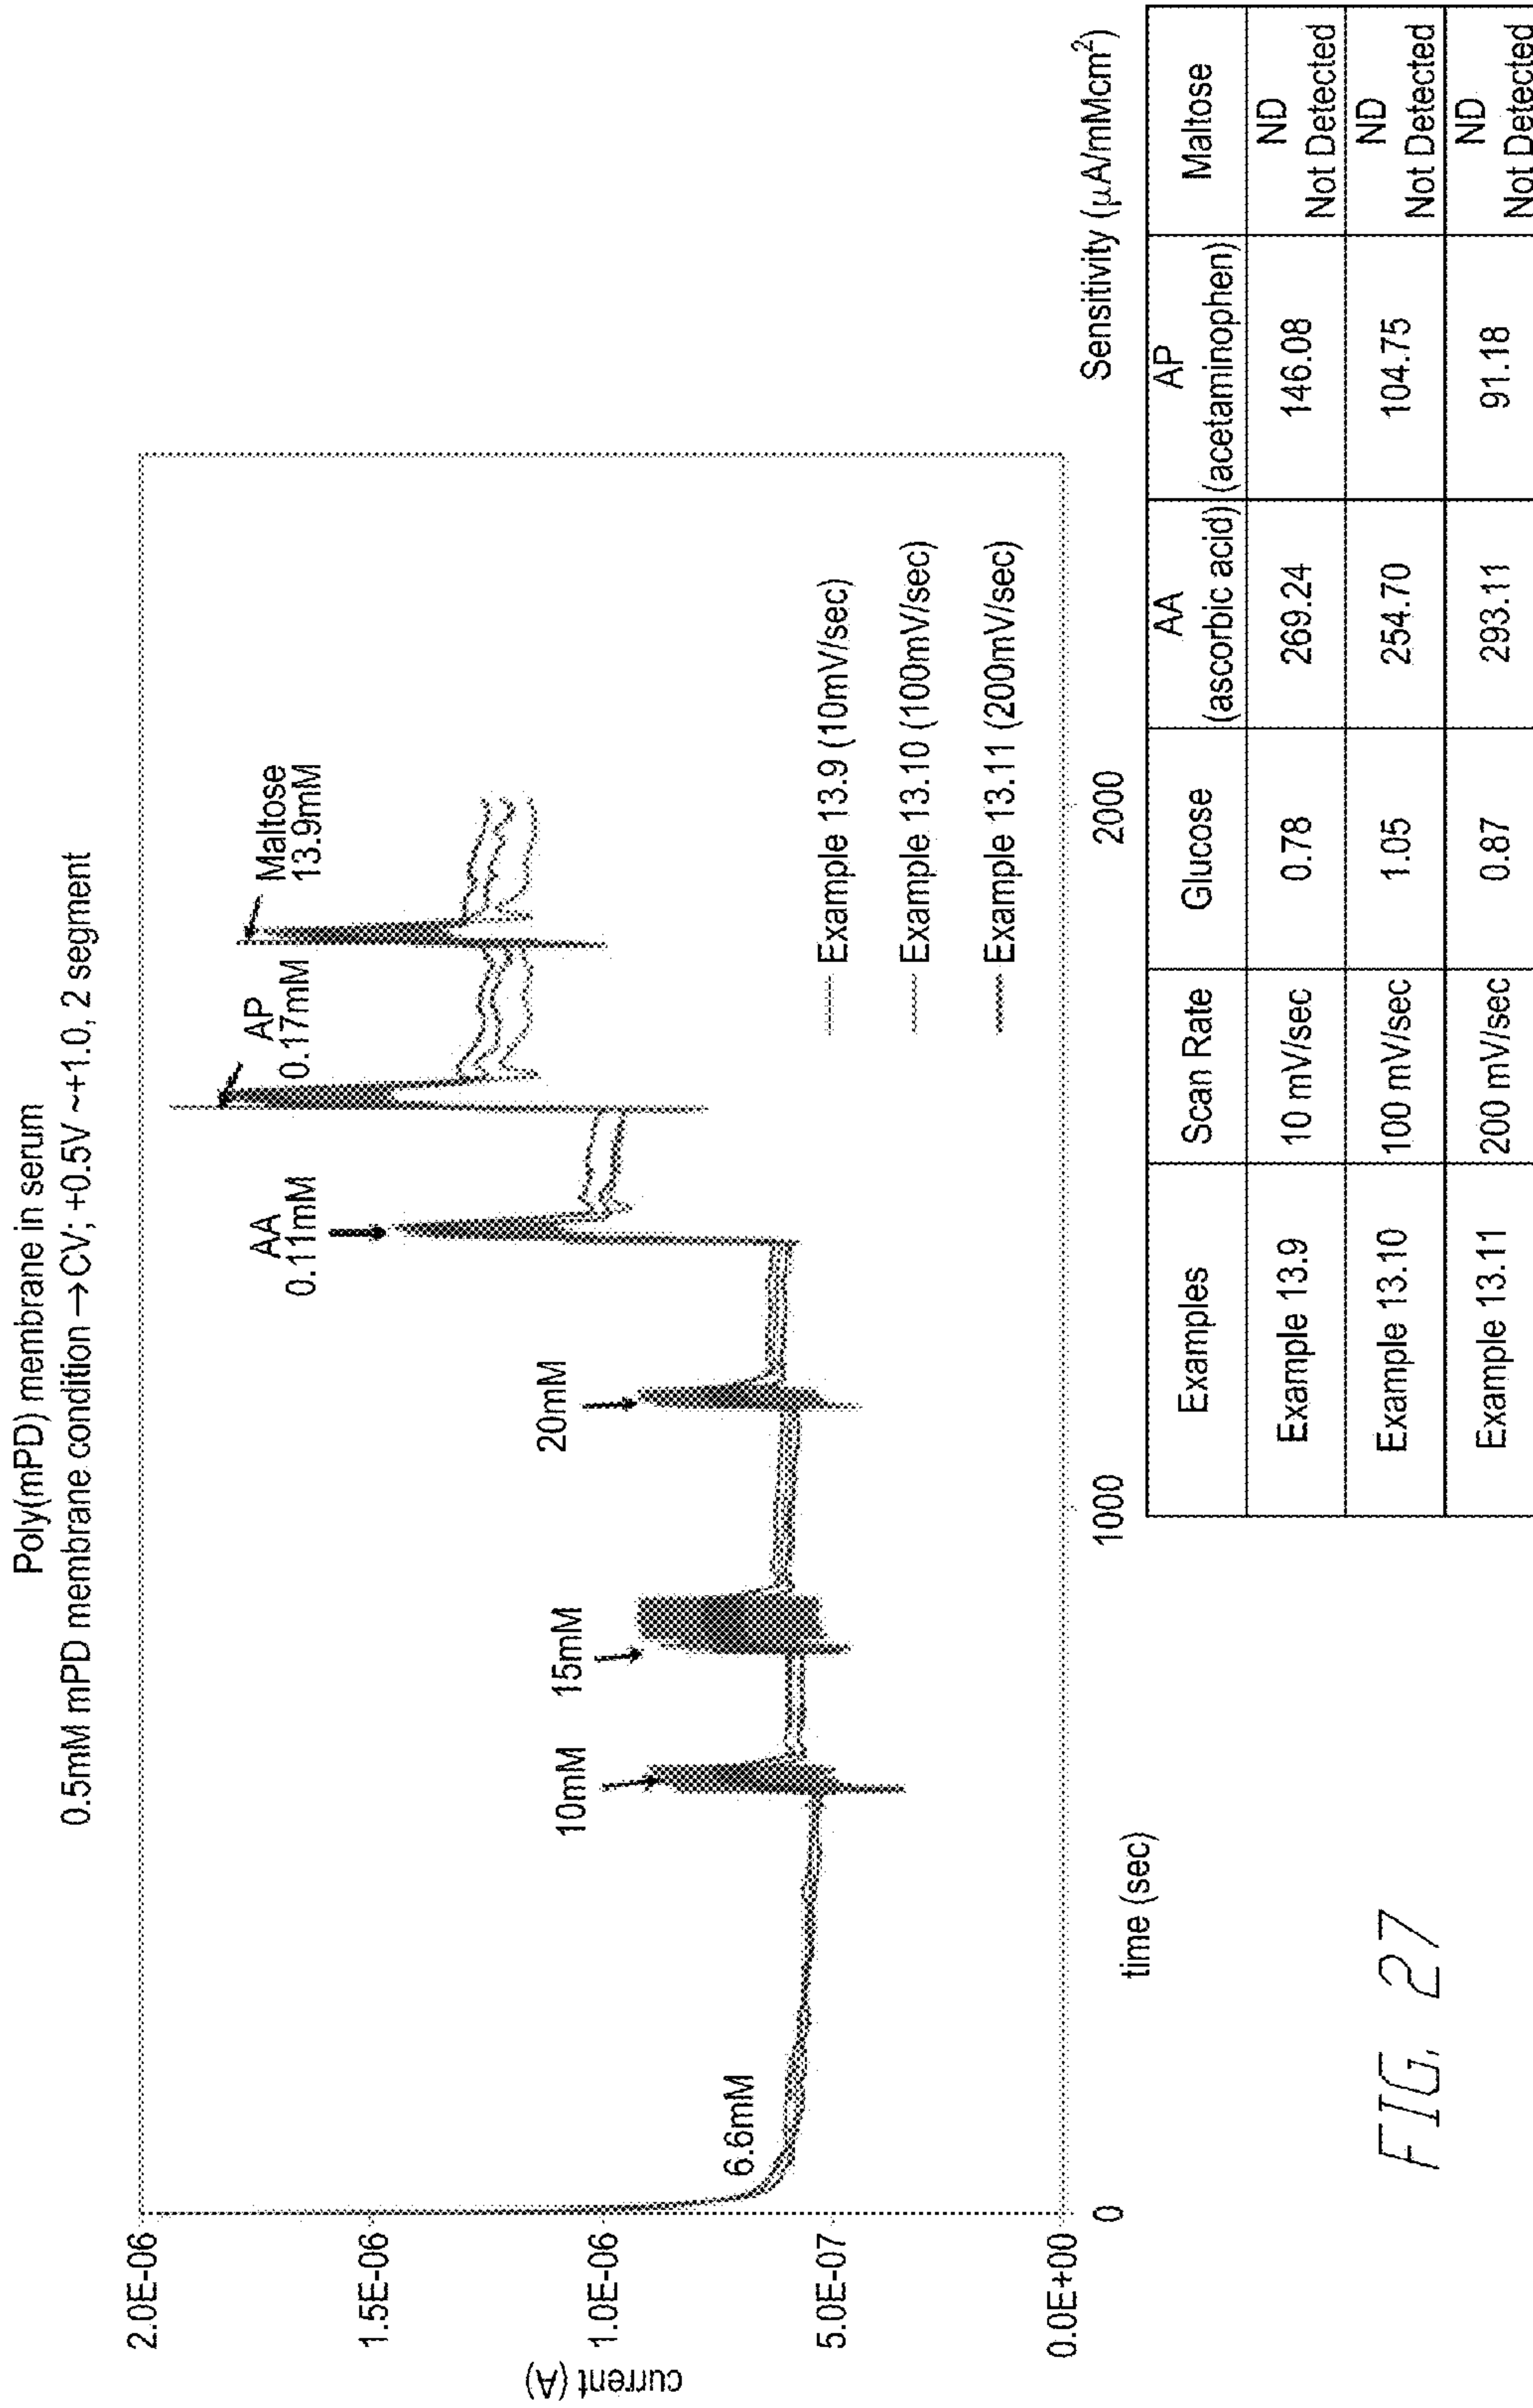 Poly(mPD) membrane in serum
0.5mM mPD membrane condition →CV; +0.5V ~+1.0, 2 segment
current (A)
2.0E-06
1.5E-06
1.0E-06
5.0E-07
0.0E+00
6.6mM
10mM
15mM
20mM
AA
0.11mM
AP
0.17mM
Maltose
13.9mM
Example 13.9 (10mV/sec)
Example 13.10 (100mV/sec)
Example 13.11 (200mV/sec)
0
1000
2000
time (sec)
Sensitivity (μA/mMcm²)
Examples Scan Rate Glucose AA (ascorbic acid) AP (acetaminophen) Maltose
Example 13.9 10 mV/sec 0.78 269.24 146.08 ND Not Detected
Example 13.10 100 mV/sec 1.05 254.70 104.75 ND Not Detected
Example 13.11 200 mV/sec 0.87 293.11 91.18 ND Not Detected
FIG. 27